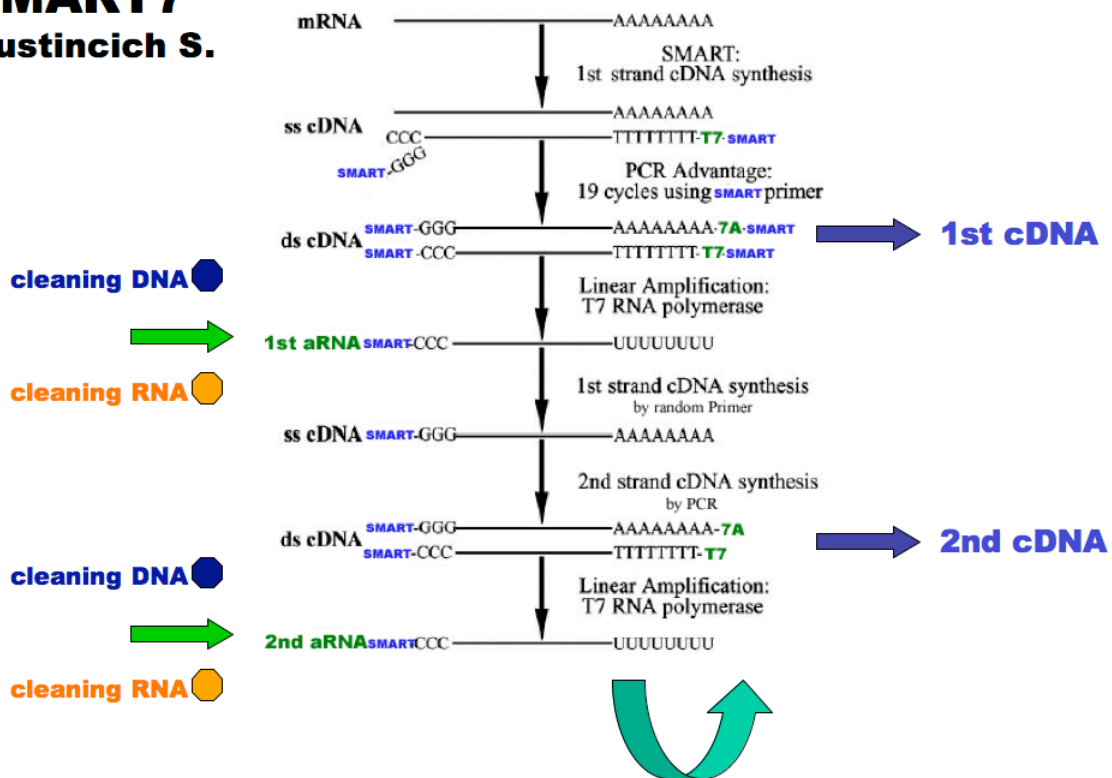 MART7
ustincich S.
mRNA AAAAAAAA
SMART:
1st strand cDNA synthesis
AAAAAAAA
ss cDNA CCC TTTTTTTT-T7-SMART
SMART-GGG
PCR Advantage:
19 cycles using SMART primer
SMART-GGG AAAAAAAA-7A-SMART
ds cDNA 1st cDNA
SMART-CCC TTTTTTTT-T7-SMART
cleaning DNA
Linear Amplification:
T7 RNA polymerase
1st aRNA SMART-CCC UUUUUUUU
cleaning RNA
1st strand cDNA synthesis
by random Primer
ss cDNA SMART-GGG AAAAAAAA
2nd strand cDNA synthesis
by PCR
SMART-GGG AAAAAAAA-7A
ds cDNA 2nd cDNA
SMART-CCC TTTTTTTT-T7
cleaning DNA
Linear Amplification:
T7 RNA polymerase
2nd aRNA SMARTCCC UUUUUUUU
cleaning RNA